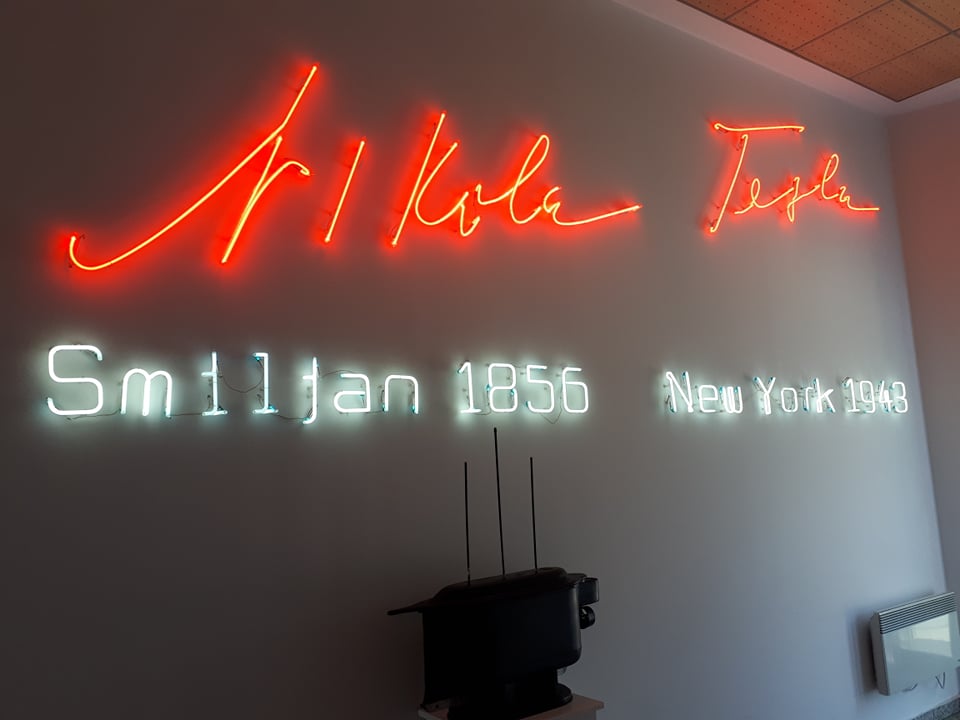 Nikola Tesla
Smiljan 1856 New York 1943